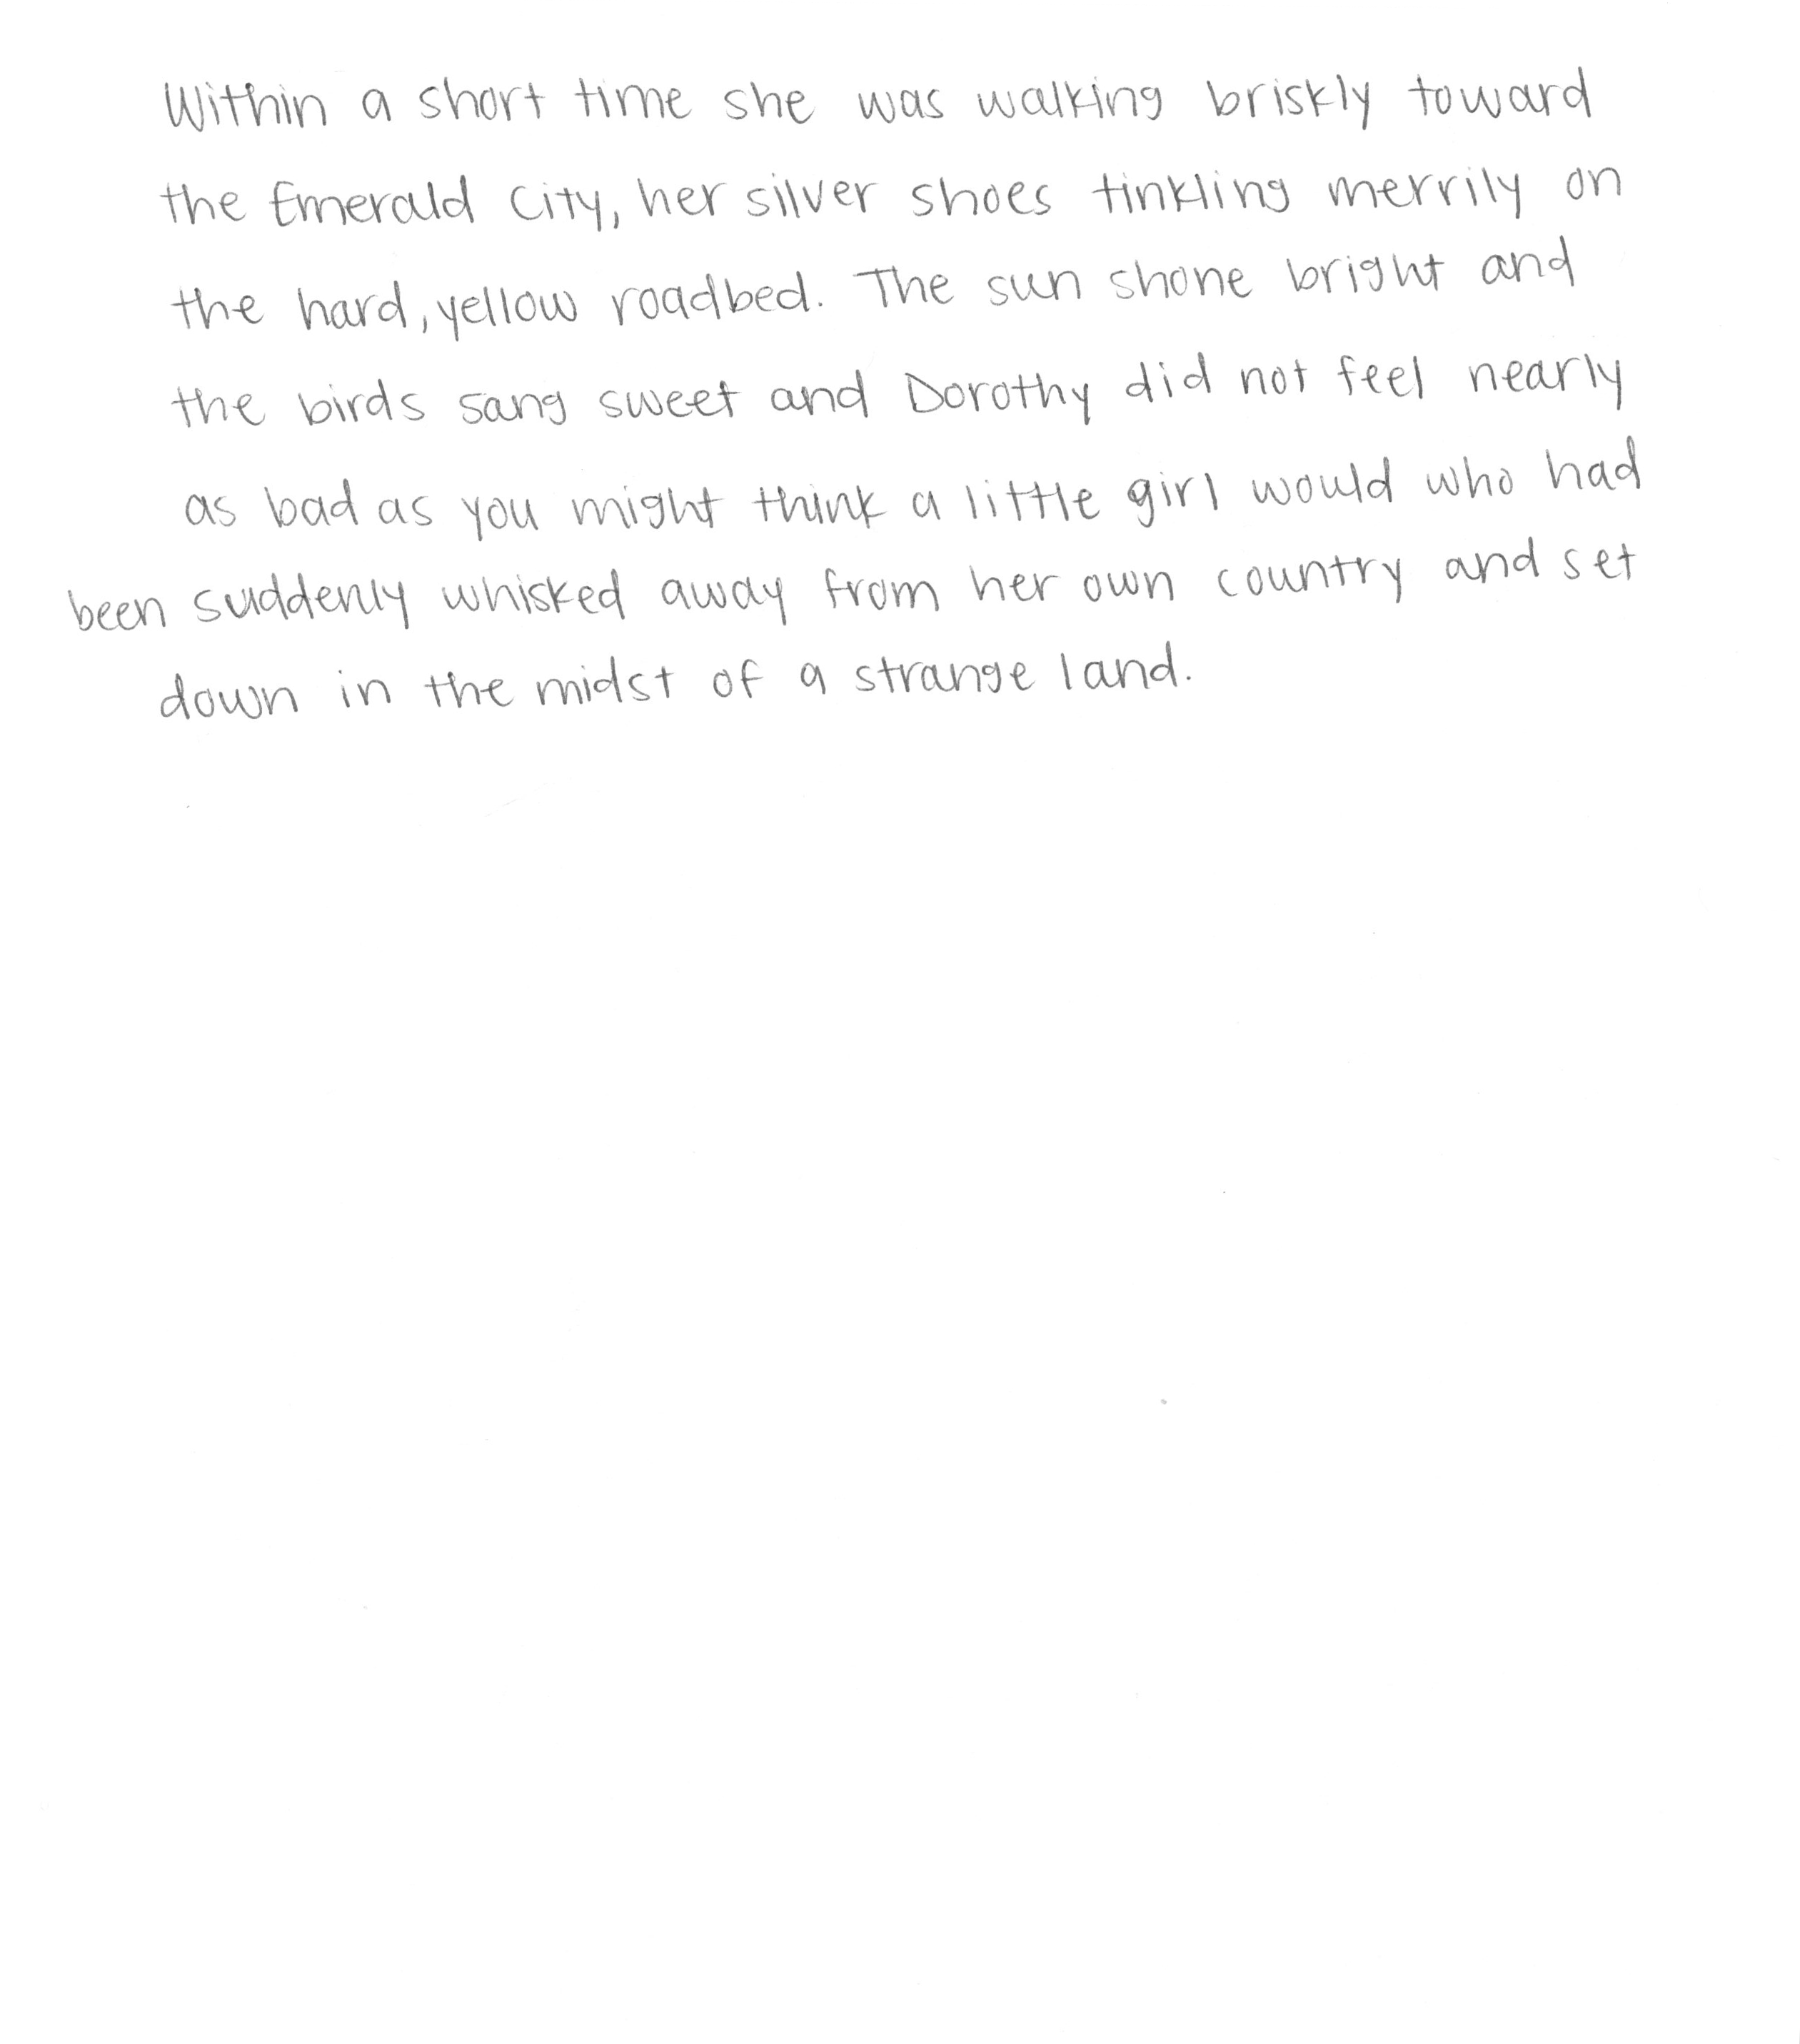 Within a short time she was walking briskly toward
the Emerald City, her silver shoes tinkling merrily on
the hard, yellow roadbed. The sun shone bright and
the birds sang sweet and Dorothy did not feel nearly
as bad as you might think a little girl would who had
been suddenly whisked away from her own country and set
down in the midst of a strange land.